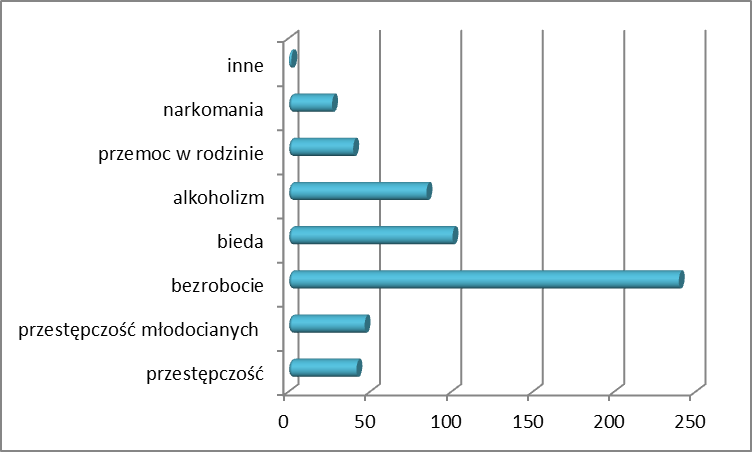 inne
narkomania
przemoc w rodzinie
alkoholizm
bieda
bezrobocie
przestępczość młodocianych
przestępczość
0 50 100 150 200 250